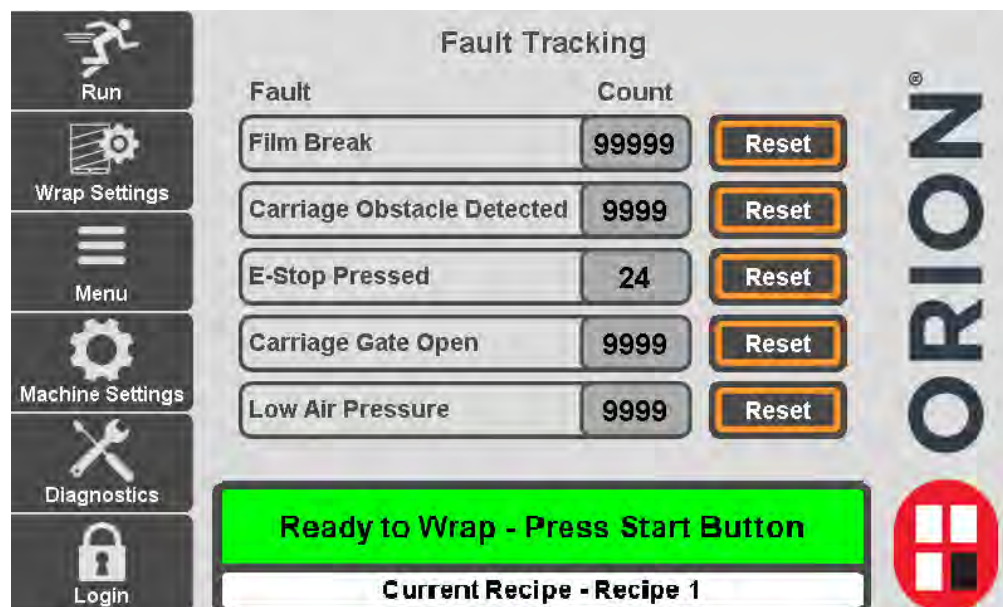 Run
Wrap Settings
Menu
Machine Settings
Diagnostics
Login
Fault Tracking
Fault Count
Film Break 99999 Reset
Carriage Obstacle Detected 9999 Reset
E-Stop Pressed 24 Reset
Carriage Gate Open 9999 Reset
Low Air Pressure 9999 Reset
Ready to Wrap - Press Start Button
Current Recipe - Recipe 1
ORION®